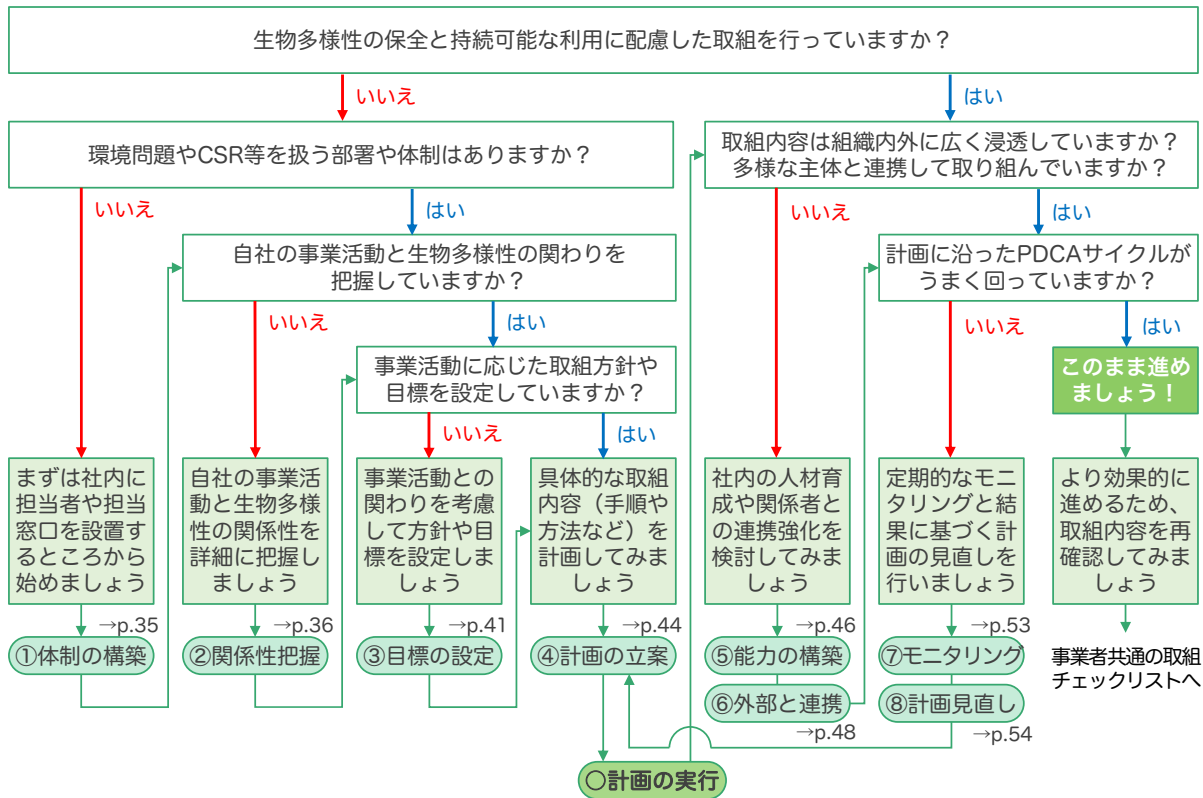 生物多様性の保全と持続可能な利用に配慮した取組を行っていますか？
いいえ
はい
環境問題やCSR等を扱う部署や体制はありますか？
取組内容は組織内外に広く浸透していますか？
多様な主体と連携して取り組んでいますか？
いいえ
はい
いいえ
はい
自社の事業活動と生物多様性の関わりを
把握していますか？
計画に沿ったPDCAサイクルが
うまく回っていますか？
いいえ
はい
いいえ
はい
事業活動に応じた取組方針や
目標を設定していますか？
このまま進め
ましょう！
いいえ
はい
まずは社内に
担当者や担当
窓口を設置す
るところから
始めましょう
自社の事業活
動と生物多様
性の関係性を
詳細に把握し
ましょう
事業活動との
関わりを考慮
して方針や目
標を設定しま
しょう
具体的な取組
内容（手順や
方法など）を
計画してみま
しょう
社内の人材育
成や関係者と
の連携強化を
検討してみま
しょう
定期的なモニ
タリングと結
果に基づく計
画の見直しを
行いましょう
より効果的に
進めるため、
取組内容を再
確認してみま
しょう
→p.35
→p.36
→p.41
→p.44
→p.46
→p.53
①体制の構築
②関係性把握
③目標の設定
④計画の立案
⑤能力の構築
⑦モニタリング
事業者共通の取組
チェックリストへ
⑥外部と連携
⑧計画見直し
→p.48
→p.54
〇計画の実行